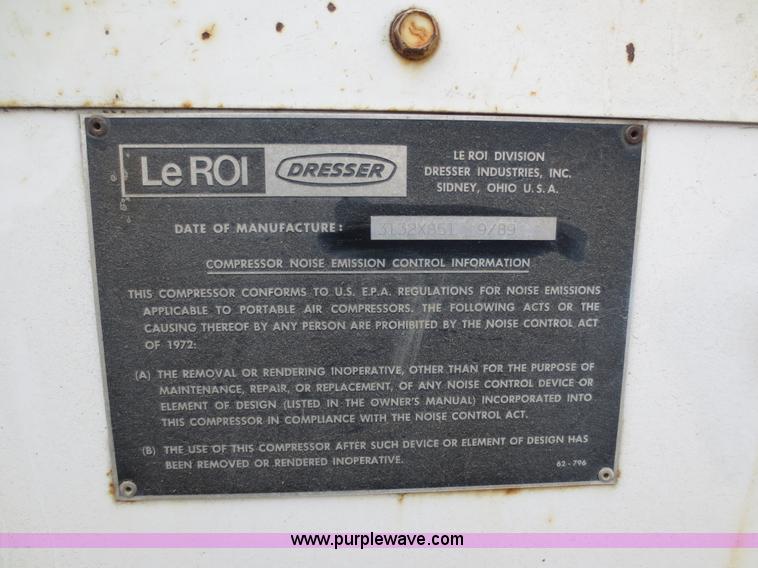 Le ROI DRESSER
LE ROI DIVISION
DRESSER INDUSTRIES, INC.
SIDNEY, OHIO U.S.A.
DATE OF MANUFACTURE: 3132X851 9/89
COMPRESSOR NOISE EMISSION CONTROL INFORMATION
THIS COMPRESSOR CONFORMS TO U.S. E.P.A. REGULATIONS FOR NOISE EMISSIONS
APPLICABLE TO PORTABLE AIR COMPRESSORS. THE FOLLOWING ACTS OR THE
CAUSING THEREOF BY ANY PERSON ARE PROHIBITED BY THE NOISE CONTROL ACT
OF 1972:
(A) THE REMOVAL OR RENDERING INOPERATIVE, OTHER THAN FOR THE PURPOSE OF
MAINTENANCE, REPAIR, OR REPLACEMENT, OF ANY NOISE CONTROL DEVICE OR
ELEMENT OF DESIGN (LISTED IN THE OWNER'S MANUAL) INCORPORATED INTO
THIS COMPRESSOR IN COMPLIANCE WITH THE NOISE CONTROL ACT.
(B) THE USE OF THIS COMPRESSOR AFTER SUCH DEVICE OR ELEMENT OF DESIGN HAS
BEEN REMOVED OR RENDERED INOPERATIVE.
62-796
www.purplewave.com